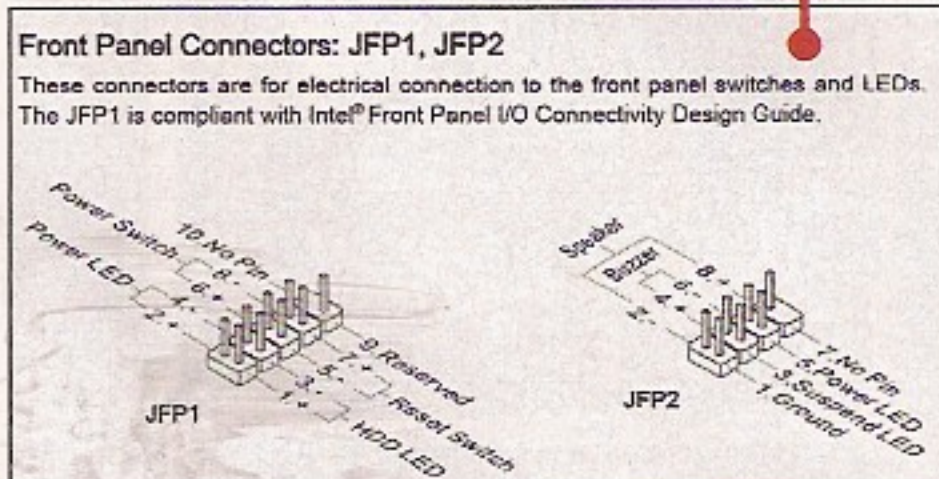 Front Panel Connectors: JFP1, JFP2
These connectors are for electrical connection to the front panel switches and LEDs.
The JFP1 is compliant with Intel® Front Panel I/O Connectivity Design Guide.
Power Switch
Power LED
10.No Pin
8.-
6.+
4.-
2.+
9.Reserved
7.+
5.-
3.-
1.+
Reset Switch
HDD LED
JFP1
Speaker
Buzzer
8.+
6.-
4.+
2.-
7.No Pin
5.Power LED
3.Suspend LED
1.Ground
JFP2